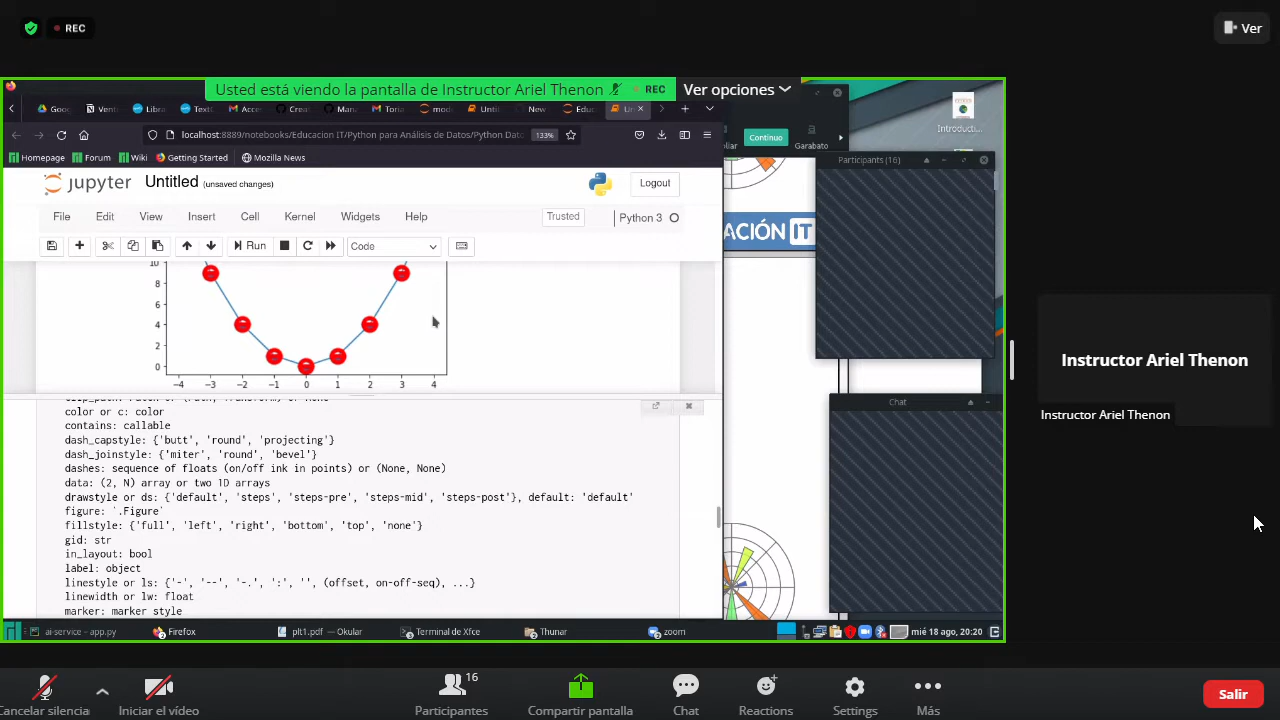 REC
Ver
Usted está viendo la pantalla de Instructor Ariel Thenon
REC
Ver opciones
localhost:8889/notebooks/Educacion IT/Python para Análisis de Datos/Python Dato
133%
Homepage
Forum
Wiki
Getting Started
Mozilla News
Continuo
Garabato
Introducti...
Participants (16)
jupyter
Untitled (unsaved changes)
Logout
File
Edit
View
Insert
Cell
Kernel
Widgets
Help
Trusted
Python 3
Run
Code
ACIÓN IT
10
8
6
4
2
0
−4 −3 −2 −1 0 1 2 3 4
color or c: color
contains: callable
dash_capstyle: {'butt', 'round', 'projecting'}
dash_joinstyle: {'miter', 'round', 'bevel'}
dashes: sequence of floats (on/off ink in points) or (None, None)
data: (2, N) array or two 1D arrays
drawstyle or ds: {'default', 'steps', 'steps-pre', 'steps-mid', 'steps-post'}, default: 'default'
figure: `.Figure`
fillstyle: {'full', 'left', 'right', 'bottom', 'top', 'none'}
gid: str
in_layout: bool
label: object
linestyle or ls: {'-', '--', '-.', ':', '', (offset, on-off-seq), ...}
linewidth or lw: float
marker: marker style
Chat
Instructor Ariel Thenon
Instructor Ariel Thenon
ai-service – app.py
Firefox
plt1.pdf — Okular
Terminal de Xfce
Thunar
zoom
mié 18 ago, 20:20
Cancelar silencia
Iniciar el vídeo
16
Participantes
Compartir pantalla
Chat
Reactions
Settings
Más
Salir